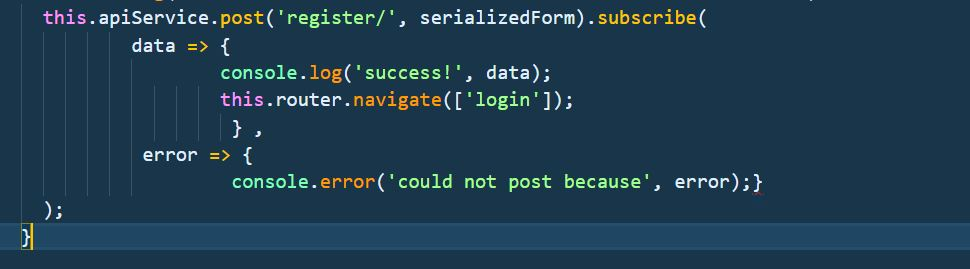 this.apiService.post('register/', serializedForm).subscribe(
data => {
console.log('success!', data);
this.router.navigate(['login']);
} ,
error => {
console.error('could not post because', error);}
);
}